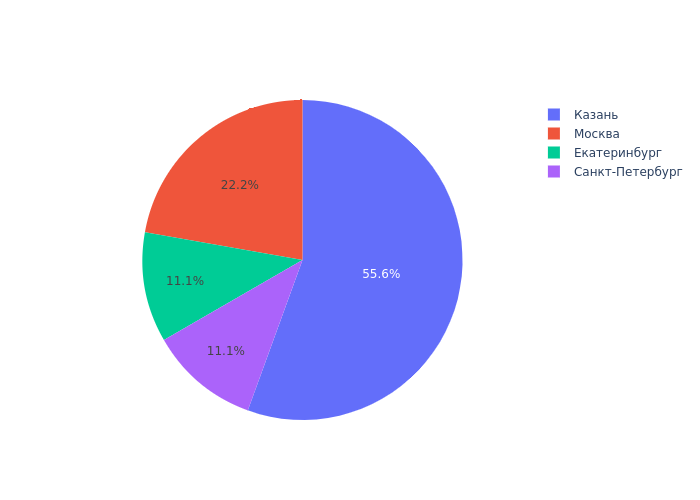 Казань
Москва
Екатеринбург
Санкт-Петербург
22.2%
55.6%
11.1%
11.1%